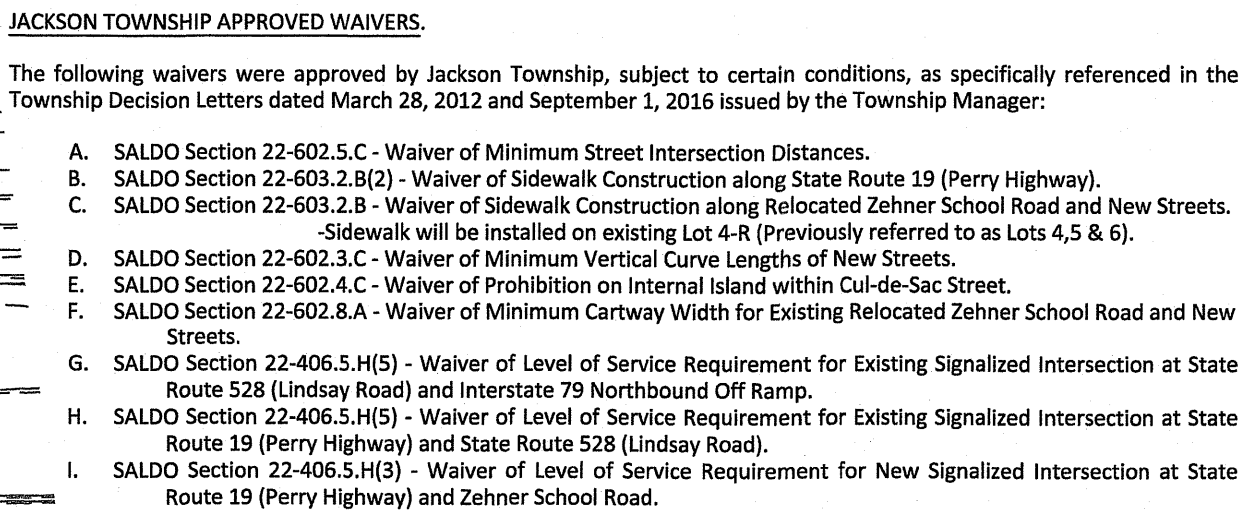 JACKSON TOWNSHIP APPROVED WAIVERS.
The following waivers were approved by Jackson Township, subject to certain conditions, as specifically referenced in the
Township Decision Letters dated March 28, 2012 and September 1, 2016 issued by the Township Manager:
A. SALDO Section 22-602.5.C - Waiver of Minimum Street Intersection Distances.
B. SALDO Section 22-603.2.B(2) - Waiver of Sidewalk Construction along State Route 19 (Perry Highway).
C. SALDO Section 22-603.2.B - Waiver of Sidewalk Construction along Relocated Zehner School Road and New Streets.
-Sidewalk will be installed on existing Lot 4-R (Previously referred to as Lots 4,5 & 6).
D. SALDO Section 22-602.3.C - Waiver of Minimum Vertical Curve Lengths of New Streets.
E. SALDO Section 22-602.4.C - Waiver of Prohibition on Internal Island within Cul-de-Sac Street.
F. SALDO Section 22-602.8.A - Waiver of Minimum Cartway Width for Existing Relocated Zehner School Road and New
Streets.
G. SALDO Section 22-406.5.H(5) - Waiver of Level of Service Requirement for Existing Signalized Intersection at State
Route 528 (Lindsay Road) and Interstate 79 Northbound Off Ramp.
H. SALDO Section 22-406.5.H(5) - Waiver of Level of Service Requirement for Existing Signalized Intersection at State
Route 19 (Perry Highway) and State Route 528 (Lindsay Road).
I. SALDO Section 22-406.5.H(3) - Waiver of Level of Service Requirement for New Signalized Intersection at State
Route 19 (Perry Highway) and Zehner School Road.